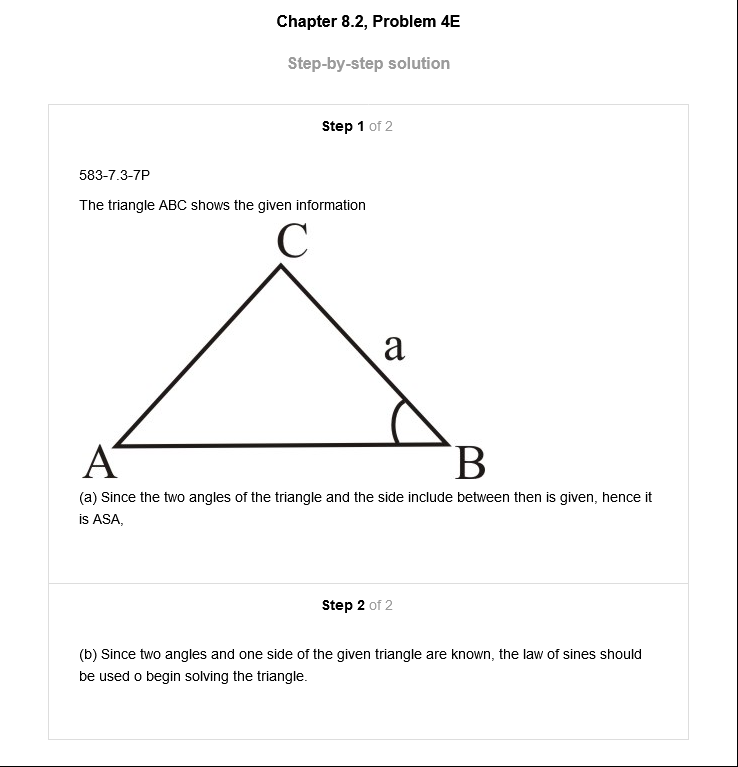 Chapter 8.2, Problem 4E
Step-by-step solution
Step 1 of 2
583-7.3-7P
The triangle ABC shows the given information
C
a
A
B
(a) Since the two angles of the triangle and the side include between then is given, hence it
is ASA,
Step 2 of 2
(b) Since two angles and one side of the given triangle are known, the law of sines should
be used o begin solving the triangle.